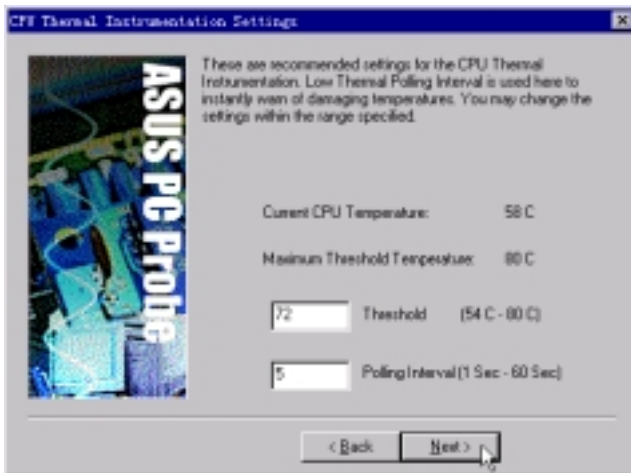 CPU Thermal Instrumentation Settings
ASUS PC Probe
These are recommended settings for the CPU Thermal
Instrumentation. Low Thermal Polling Interval is used here to
instantly warn of damaging temperatures. You may change the
settings within the range specified.
Current CPU Temperature: 58 C
Maximum Threshold Temperature: 80 C
72 Threshold (54 C - 80 C)
5 Polling Interval (1 Sec - 60 Sec)
< Back Next >